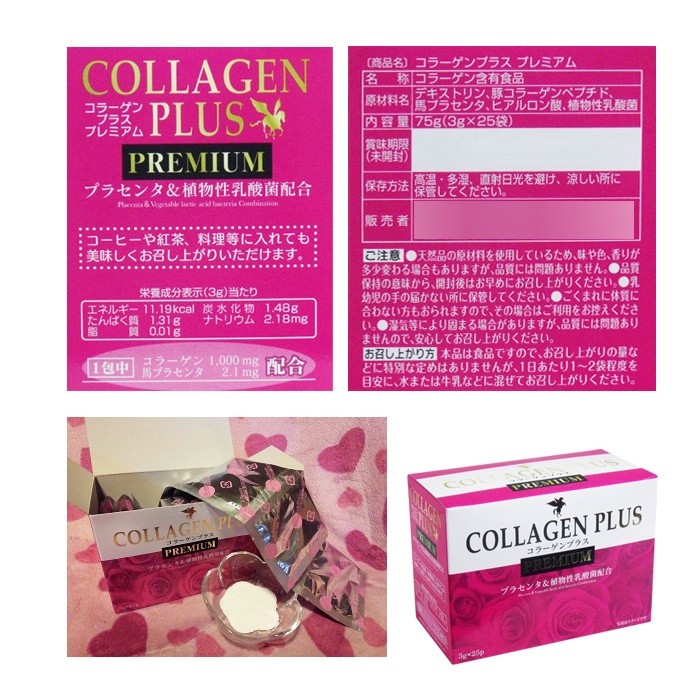 COLLAGEN
コラーゲン
プラス
プレミアム
PLUS
PREMIUM
プラセンタ&植物性乳酸菌配合
Placenta & Vegetable lactic acid bacteria Combination
コーヒーや紅茶、料理等に入れても
美味しくお召し上がりいただけます。
栄養成分表示(3g)当たり
エネルギー 11.19kcal 炭水化物 1.48g
たんぱく質 1.31g ナトリウム 2.18mg
脂質 0.01g
1包中 コラーゲン 1,000mg 配合
馬プラセンタ 2.1mg
(商品名) コラーゲンプラス プレミアム
名称 コラーゲン含有食品
原材料名 デキストリン、豚コラーゲンペプチド、
馬プラセンタ、ヒアルロン酸、植物性乳酸菌
内容量 75g(3g×25袋)
賞味期限
(未開封)
保存方法 高温・多湿、直射日光を避け、涼しい所に
保管してください。
販売者
ご注意 ●天然品の原材料を使用しているため、味や色、香りが
多少変わる場合もありますが、品質には問題ありません。●品質
保持の意味から、開封後はお早めにお召し上がりください。●乳
幼児の手の届かない所に保管してください。●ごくまれに体質に
合わない方もおられますので、その場合はご利用をお控えくださ
い。●湿気等により固まる場合がありますが、品質には問題あり
ませんので、安心してお召し上がりください。
お召し上がり方 本品は食品ですので、お召し上がりの量な
どに特別な定めはありませんが、1日あたり1~2袋程度を
目安に、水または牛乳などに混ぜてお召し上がりください。
COLLAGEN PLUS
コラーゲンプラス
PREMIUM
プラセンタ&植物性乳酸菌配合
PREMIUM
COLLAGEN PLUS
コラーゲンプラス
PREMIUM
プラセンタ&植物性乳酸菌配合
Placenta & Vegetable lactic acid bacteria Combination
3g×25p
COLLAGEN PLUS
PREMIUM